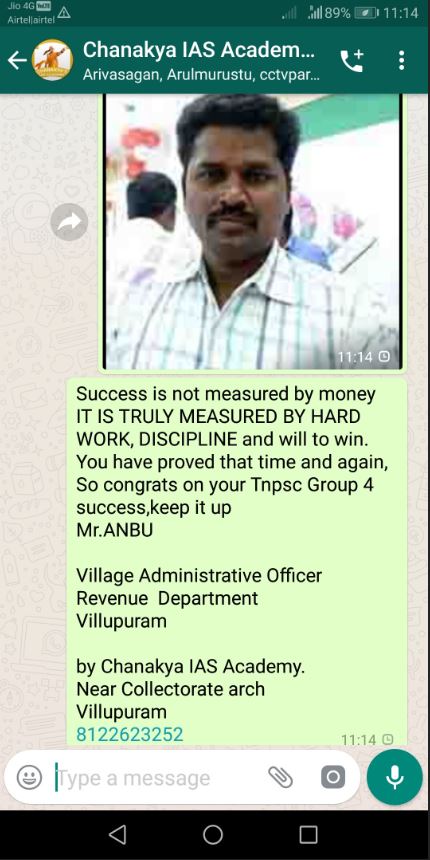 Jio 4G VoLTE
89% 11:14
Airtel|airtel
Chanakya IAS Academ...
Arivasagan, Arulmurustu, cctvpar...
11:14
Success is not measured by money
IT IS TRULY MEASURED BY HARD
WORK, DISCIPLINE and will to win.
You have proved that time and again,
So congrats on your Tnpsc Group 4
success,keep it up
Mr.ANBU
Village Administrative Officer
Revenue Department
Villupuram
by Chanakya IAS Academy.
Near Collectorate arch
Villupuram
8122623252
11:14
Type a message